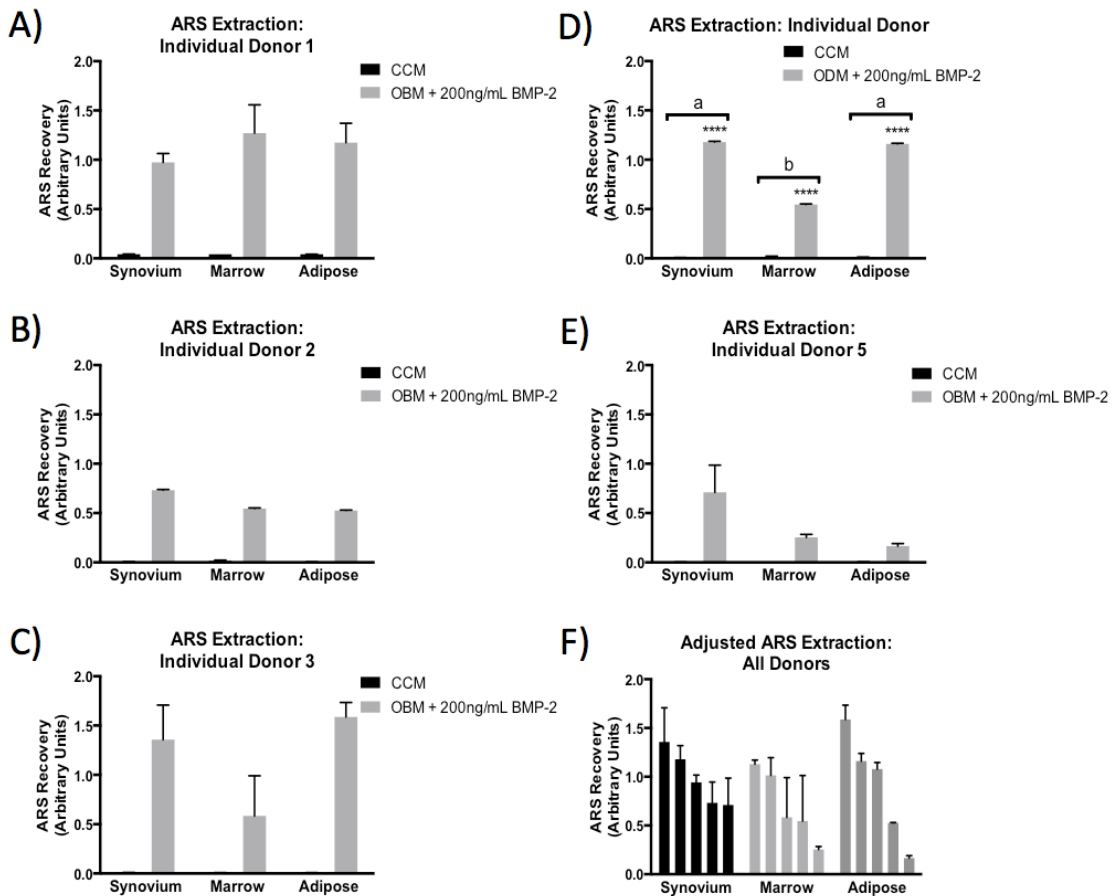 A)
ARS Extraction:
Individual Donor 1
CCM
OBM + 200ng/mL BMP-2
ARS Recovery
(Arbitrary Units)
2.0
1.5
1.0
0.5
0.0
Synovium Marrow Adipose
D)
ARS Extraction: Individual Donor
CCM
ODM + 200ng/mL BMP-2
ARS Recovery
(Arbitrary Units)
2.0
1.5
1.0
0.5
0.0
a
****
b
****
a
****
Synovium Marrow Adipose
B)
ARS Extraction:
Individual Donor 2
CCM
OBM + 200ng/mL BMP-2
ARS Recovery
(Arbitrary Units)
2.0
1.5
1.0
0.5
0.0
Synovium Marrow Adipose
E)
ARS Extraction:
Individual Donor 5
CCM
OBM + 200ng/mL BMP-2
ARS Recovery
(Arbitrary Units)
2.0
1.5
1.0
0.5
0.0
Synovium Marrow Adipose
C)
ARS Extraction:
Individual Donor 3
CCM
OBM + 200ng/mL BMP-2
ARS Recovery
(Arbitrary Units)
2.0
1.5
1.0
0.5
0.0
Synovium Marrow Adipose
F)
Adjusted ARS Extraction:
All Donors
ARS Recovery
(Arbitrary Units)
2.0
1.5
1.0
0.5
0.0
Synovium Marrow Adipose